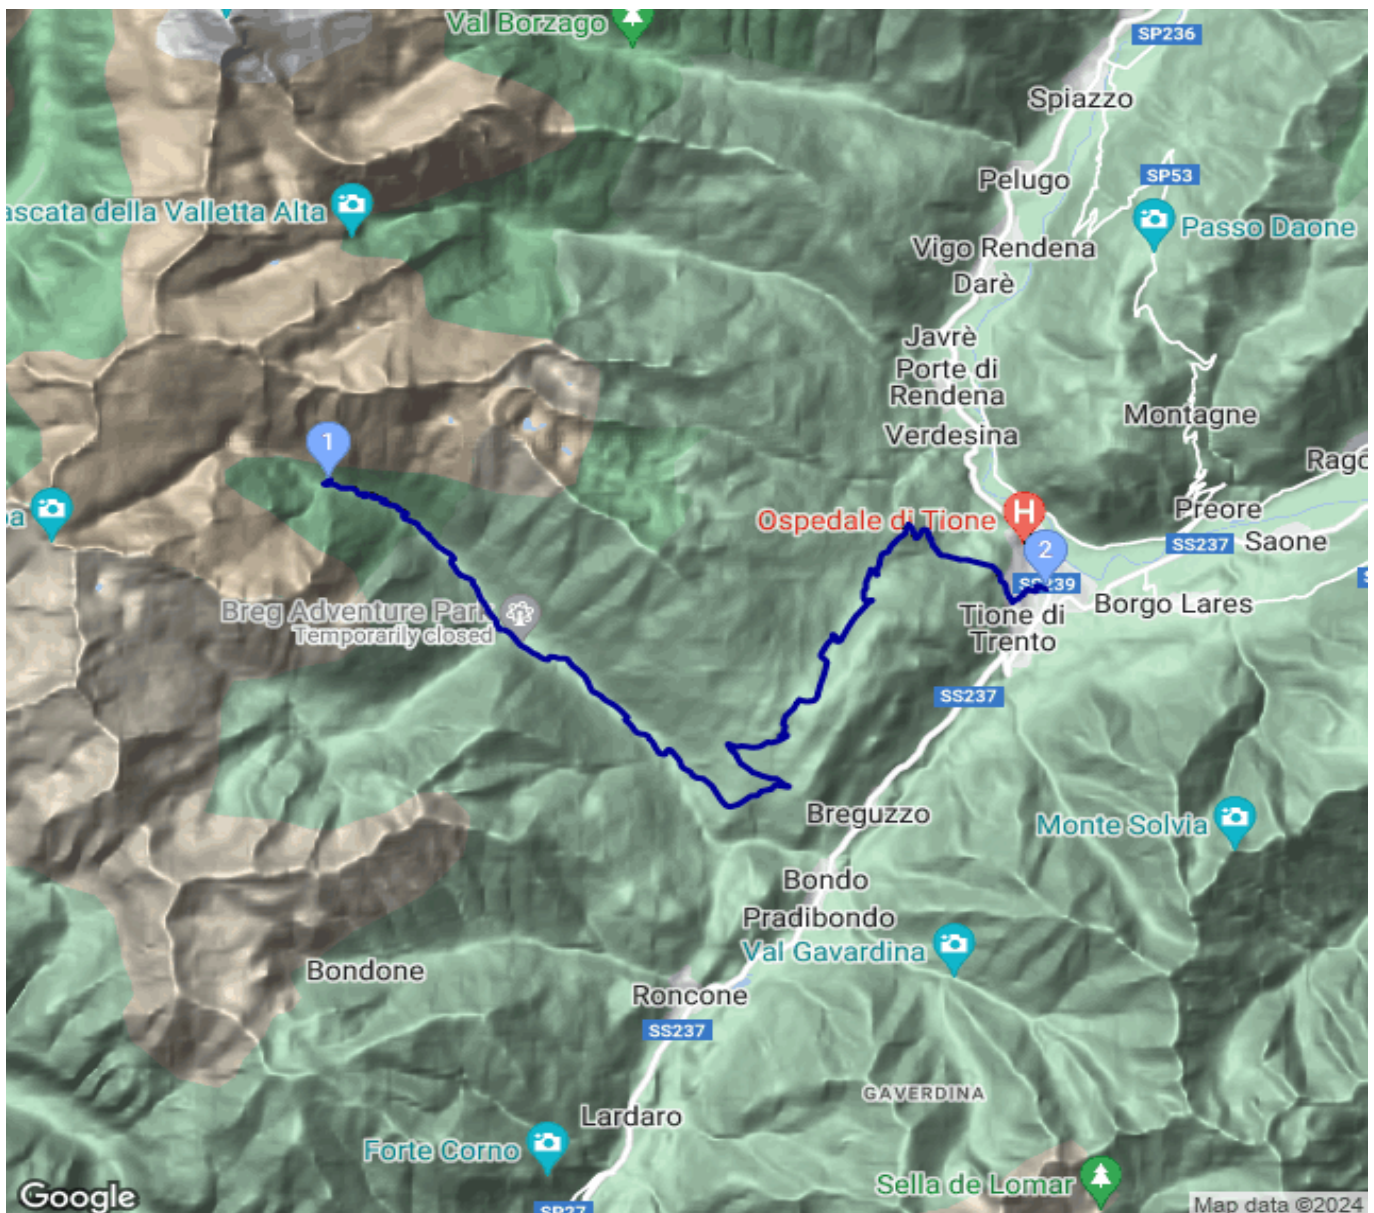 Val Borzago
SP236
Spiazzo
SP53
Pelugo
ascata della Valletta Alta
Passo Daone
Vigo Rendena
Darè
Javrè
Porte di
Rendena
Montagne
1
Verdesina
Rago
Preore
H
Ospedale di Tione
SS237
Saone
2
Breg Adventure Park
Temporarily closed
Borgo Lares
Tione di
Trento
SS237
Breguzzo
Monte Solvia
Bondo
Pradibondo
Val Gavardina
Bondone
Roncone
SS237
GAVERDINA
Lardaro
Forte Corno
Sella de Lomar
Google
SP27
Map data ©2024